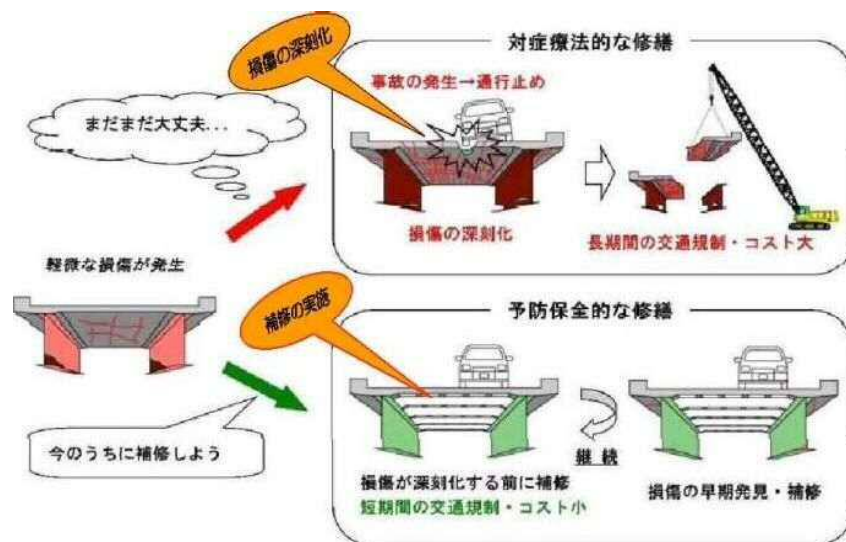 損傷の深刻化
対症療法的な修繕
事故の発生→通行止め
まだまだ大丈夫...
損傷の深刻化
長期間の交通規制・コスト大
軽微な損傷が発生
補修の実施
予防保全的な修繕
今のうちに補修しよう
継続
損傷が深刻化する前に補修
短期間の交通規制・コスト小
損傷の早期発見・補修